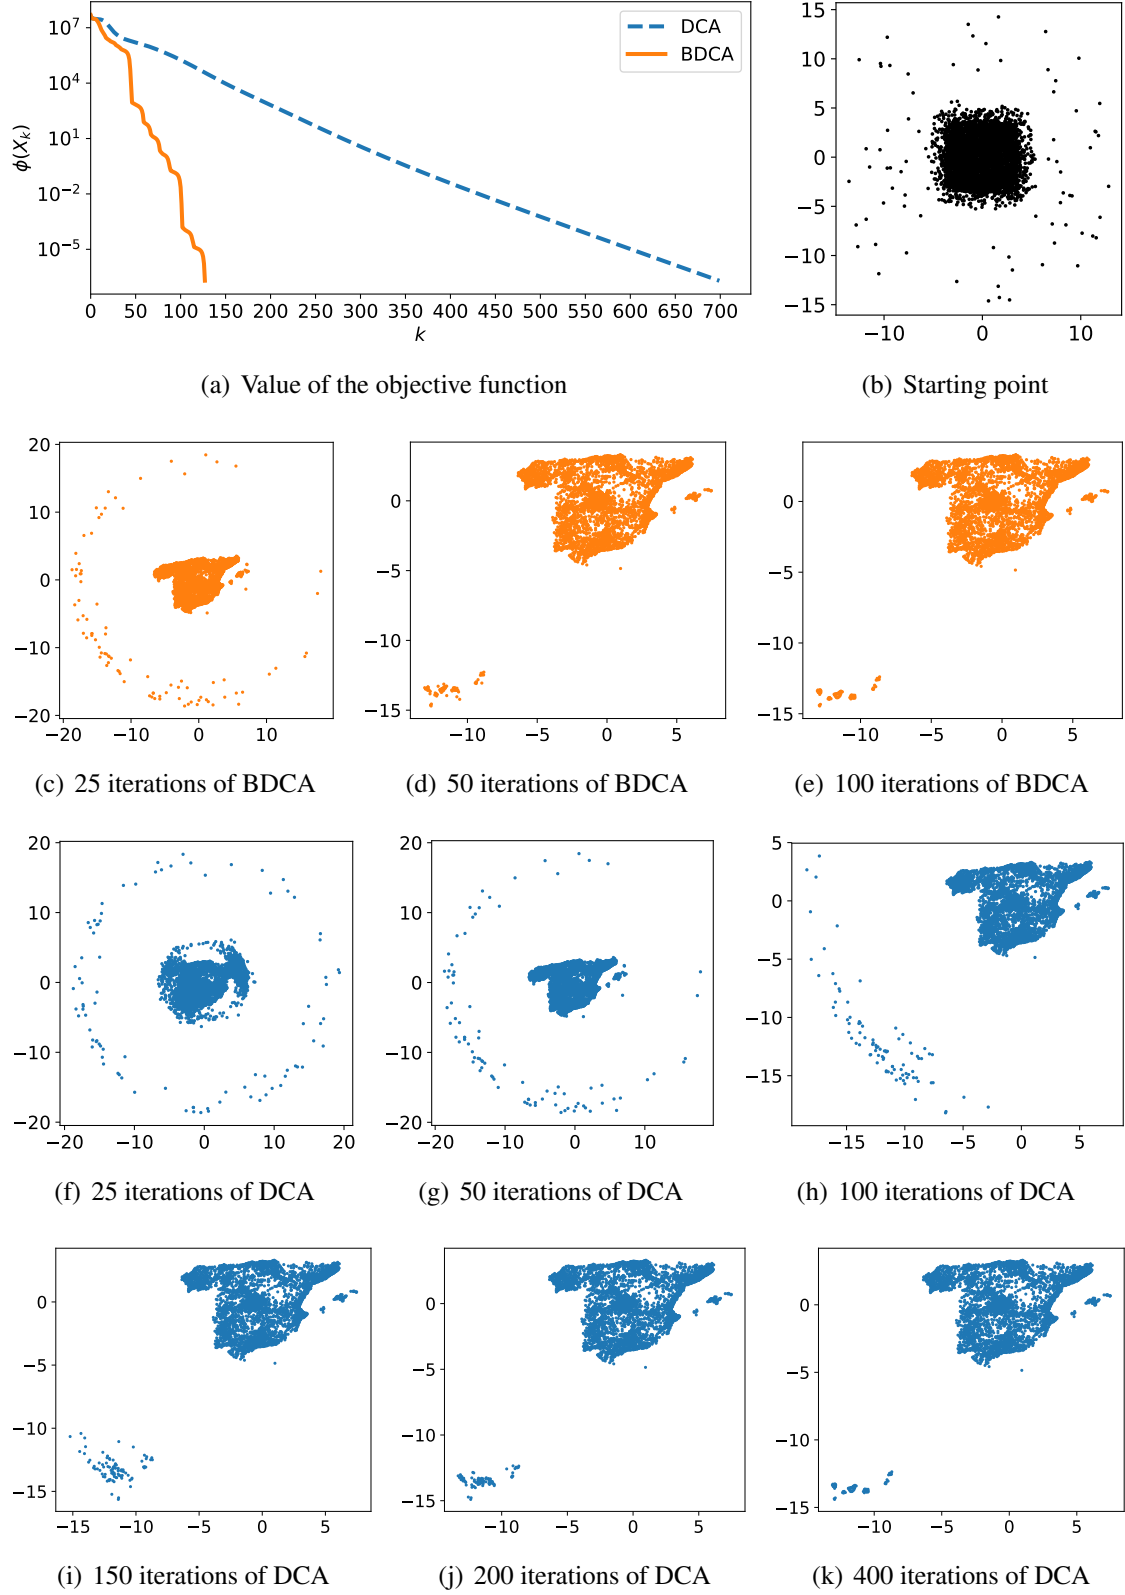 10⁷
10⁴
10¹
10⁻²
10⁻⁵
ϕ(X_k)
DCA
BDCA
0 50 100 150 200 250 300 350 400 450 500 550 600 650 700
k
15
10
5
0
−5
−10
−15
−10 0 10
(a) Value of the objective function
(b) Starting point
20
10
0
−10
−20
−20 −10 0 10
0
−5
−10
−15
−10 −5 0 5
0
−5
−10
−15
−10 −5 0 5
(c) 25 iterations of BDCA
(d) 50 iterations of BDCA
(e) 100 iterations of BDCA
20
10
0
−10
−20
−20 −10 0 10 20
20
10
0
−10
−20
−20 −10 0 10
5
0
−5
−10
−15
−15 −10 −5 0 5
(f) 25 iterations of DCA
(g) 50 iterations of DCA
(h) 100 iterations of DCA
0
−5
−10
−15
−15 −10 −5 0 5
0
−5
−10
−15
−10 −5 0 5
0
−5
−10
−15
−10 −5 0 5
(i) 150 iterations of DCA
(j) 200 iterations of DCA
(k) 400 iterations of DCA